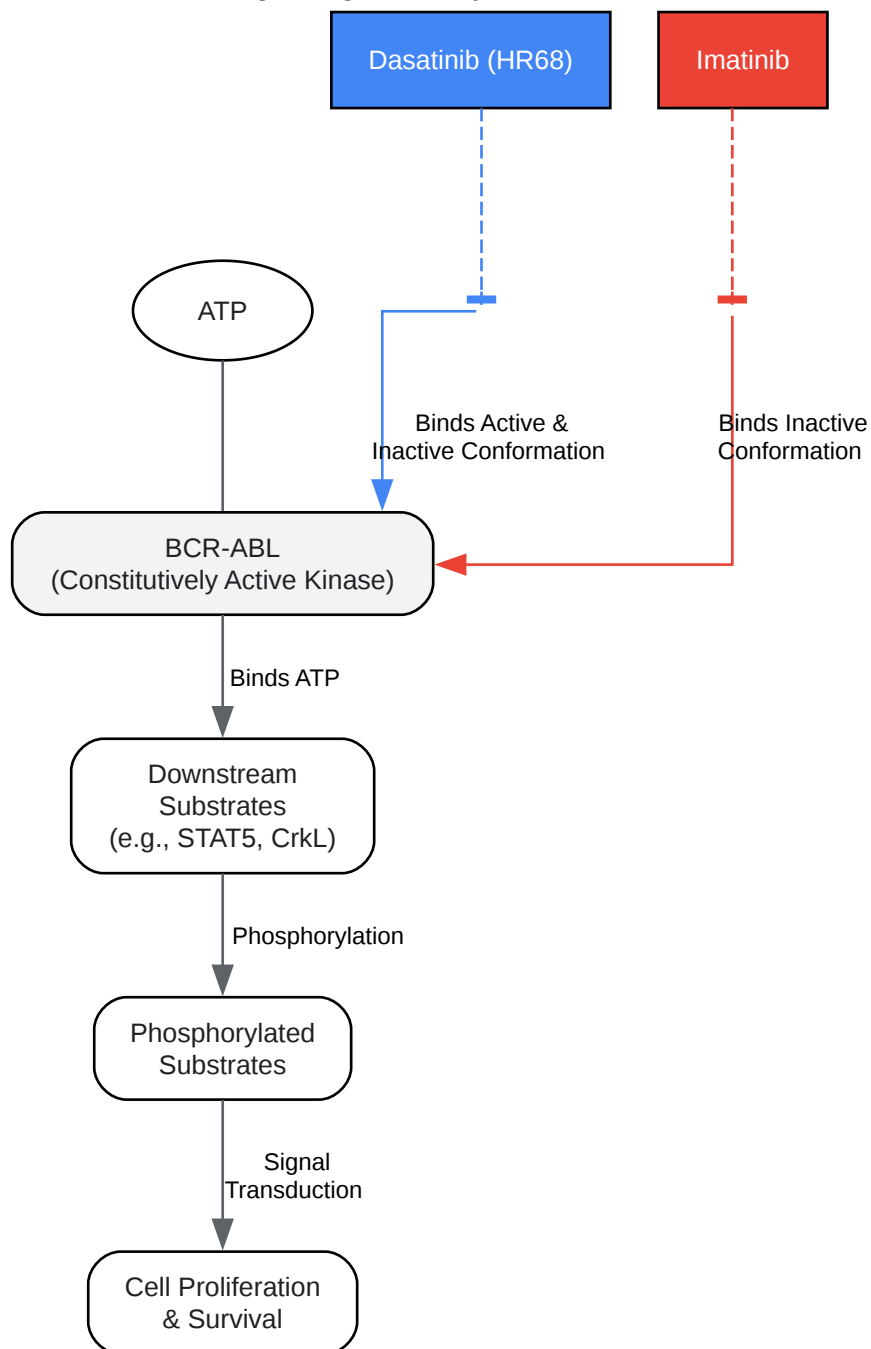 Dasatinib (HR68)
Imatinib
ATP
Binds Active &
Inactive Conformation
Binds Inactive
Conformation
BCR-ABL
(Constitutively Active Kinase)
Binds ATP
Downstream
Substrates
(e.g., STAT5, CrkL)
Phosphorylation
Phosphorylated
Substrates
Signal
Transduction
Cell Proliferation
& Survival